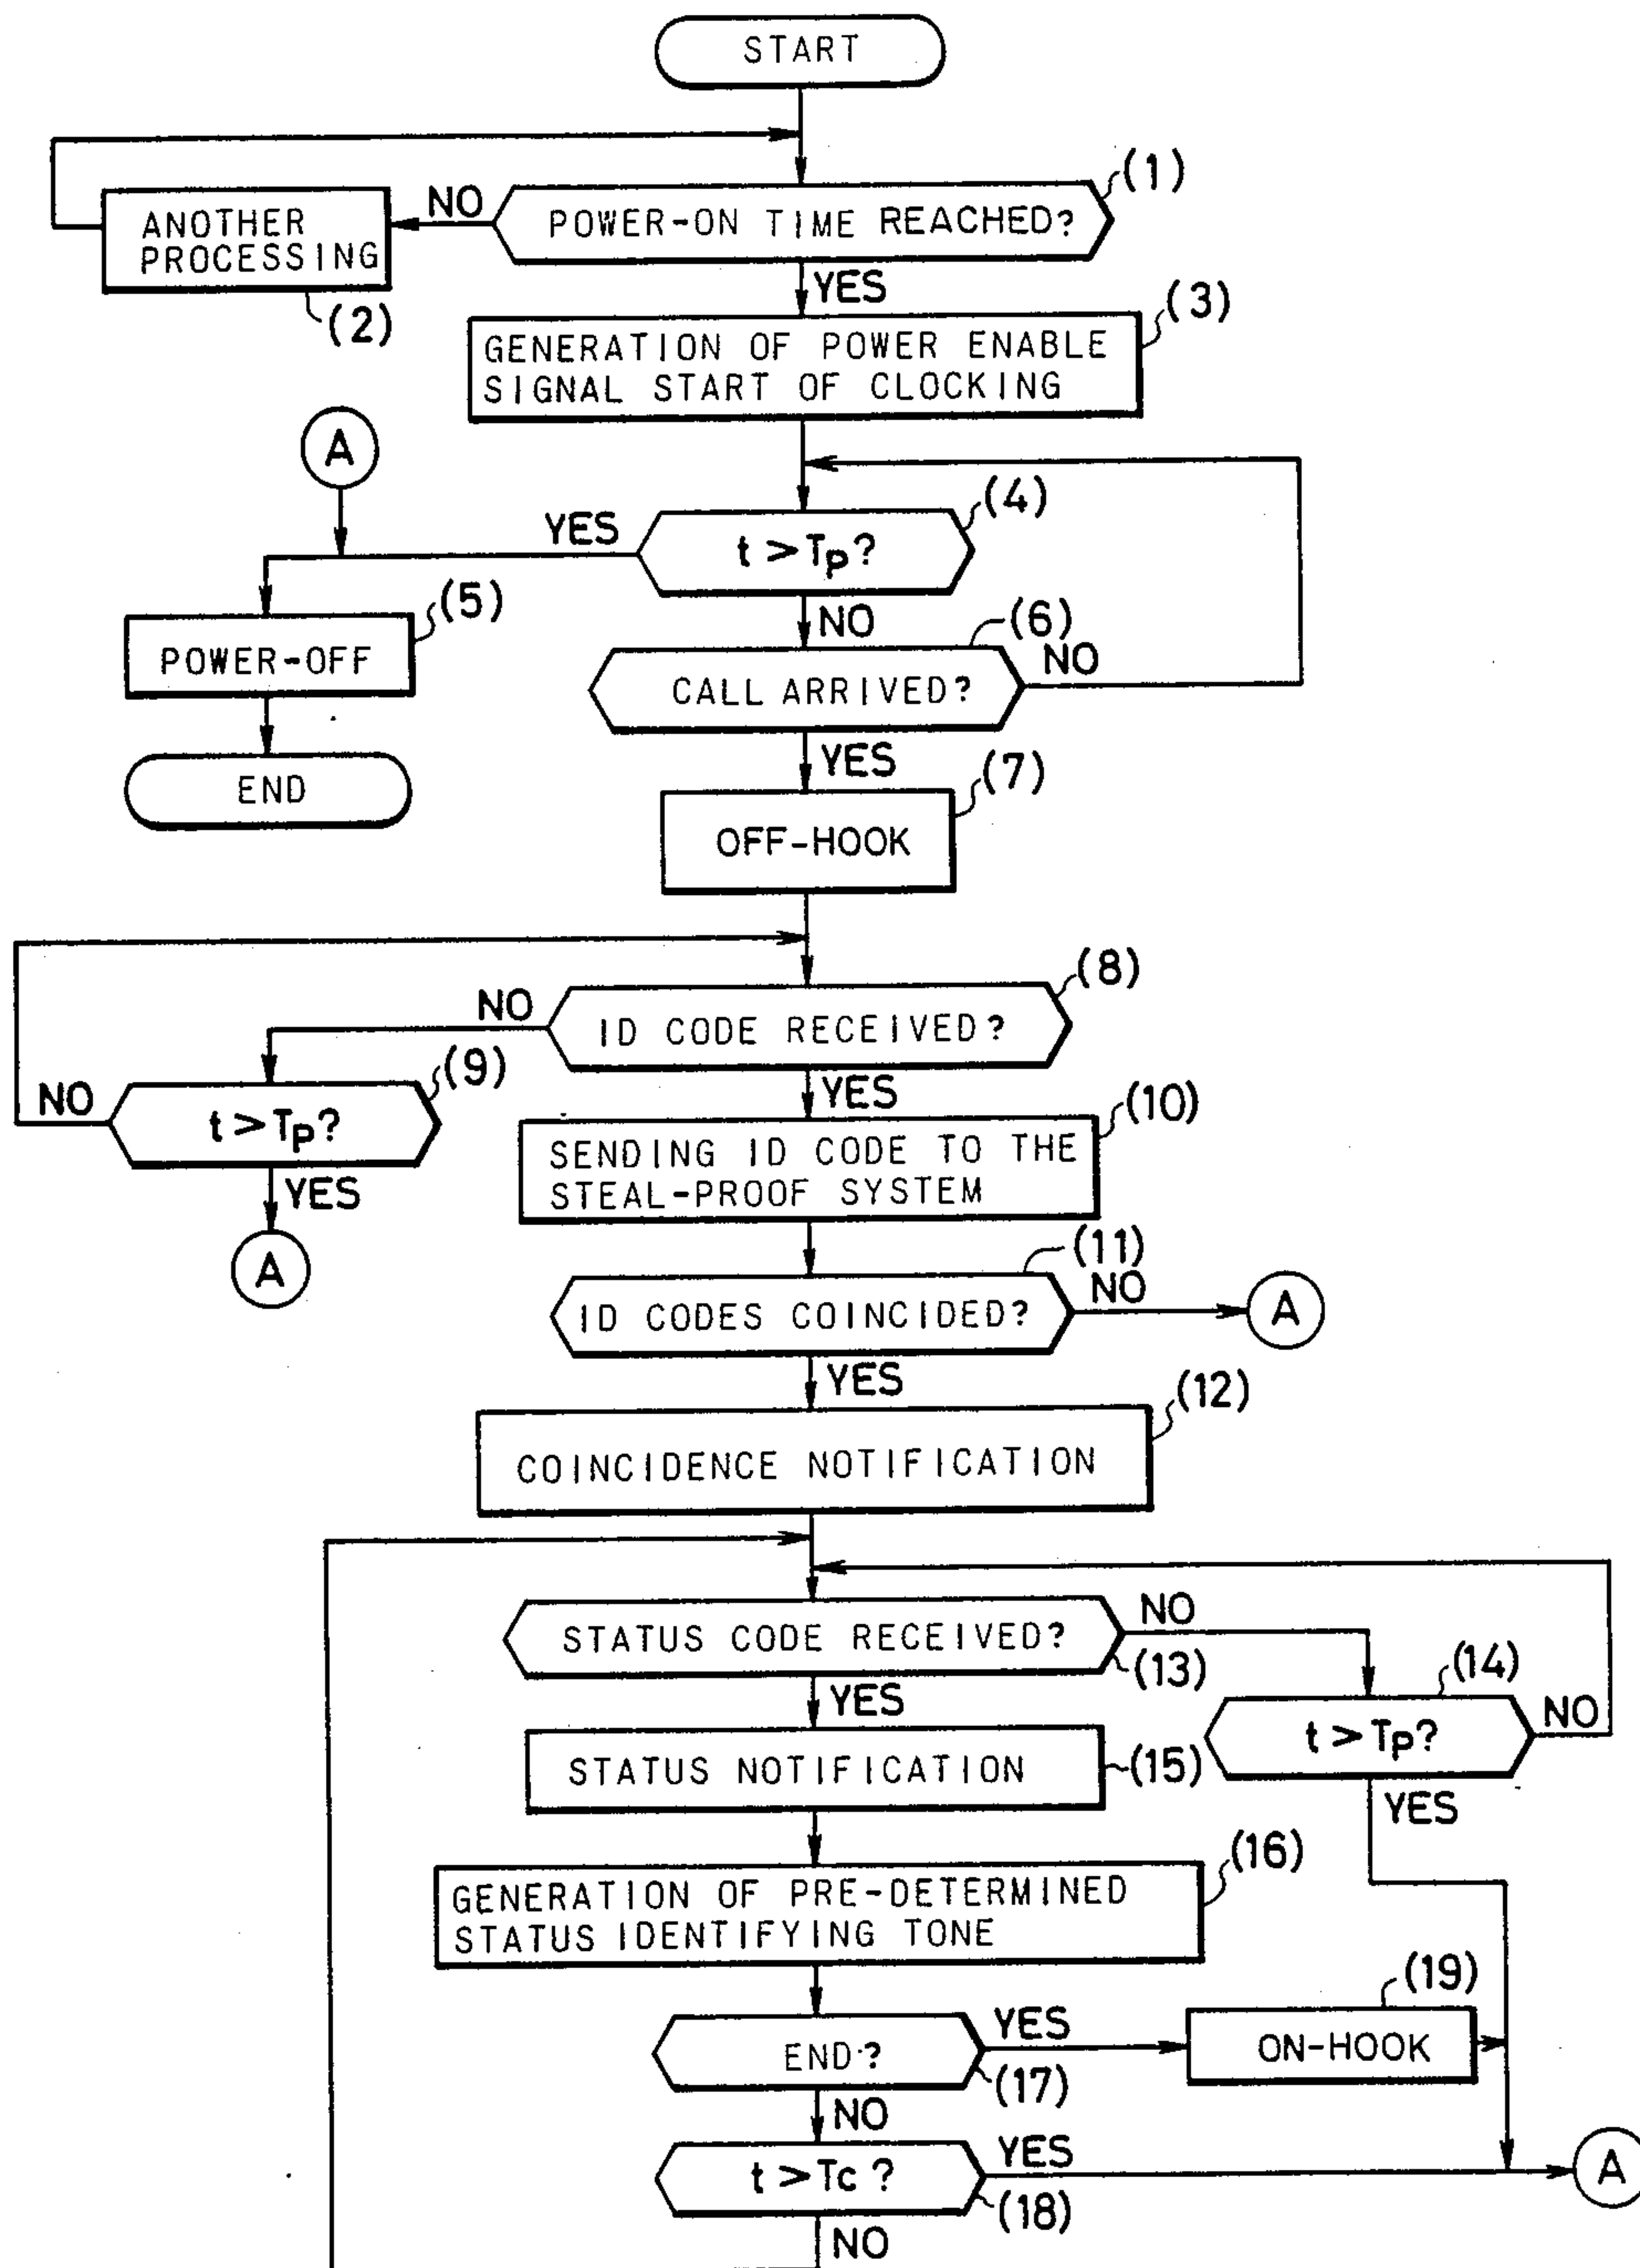 START
(1)
POWER-ON TIME REACHED?
NO
ANOTHER
PROCESSING
(2)
YES
(3)
GENERATION OF POWER ENABLE
SIGNAL START OF CLOCKING
A
(4)
t > Tp?
YES
(5)
POWER-OFF
END
NO
(6)
CALL ARRIVED?
NO
YES
(7)
OFF-HOOK
(8)
ID CODE RECEIVED?
NO
(9)
t > Tp?
NO
YES
A
YES
(10)
SENDING ID CODE TO THE
STEAL-PROOF SYSTEM
(11)
ID CODES COINCIDED?
NO
A
YES
(12)
COINCIDENCE NOTIFICATION
STATUS CODE RECEIVED?
NO
(13)
(14)
t > Tp?
NO
YES
YES
STATUS NOTIFICATION
(15)
(16)
GENERATION OF PRE-DETERMINED
STATUS IDENTIFYING TONE
END?
YES
(17)
(19)
ON-HOOK
NO
t > Tc ?
YES
(18)
A
NO